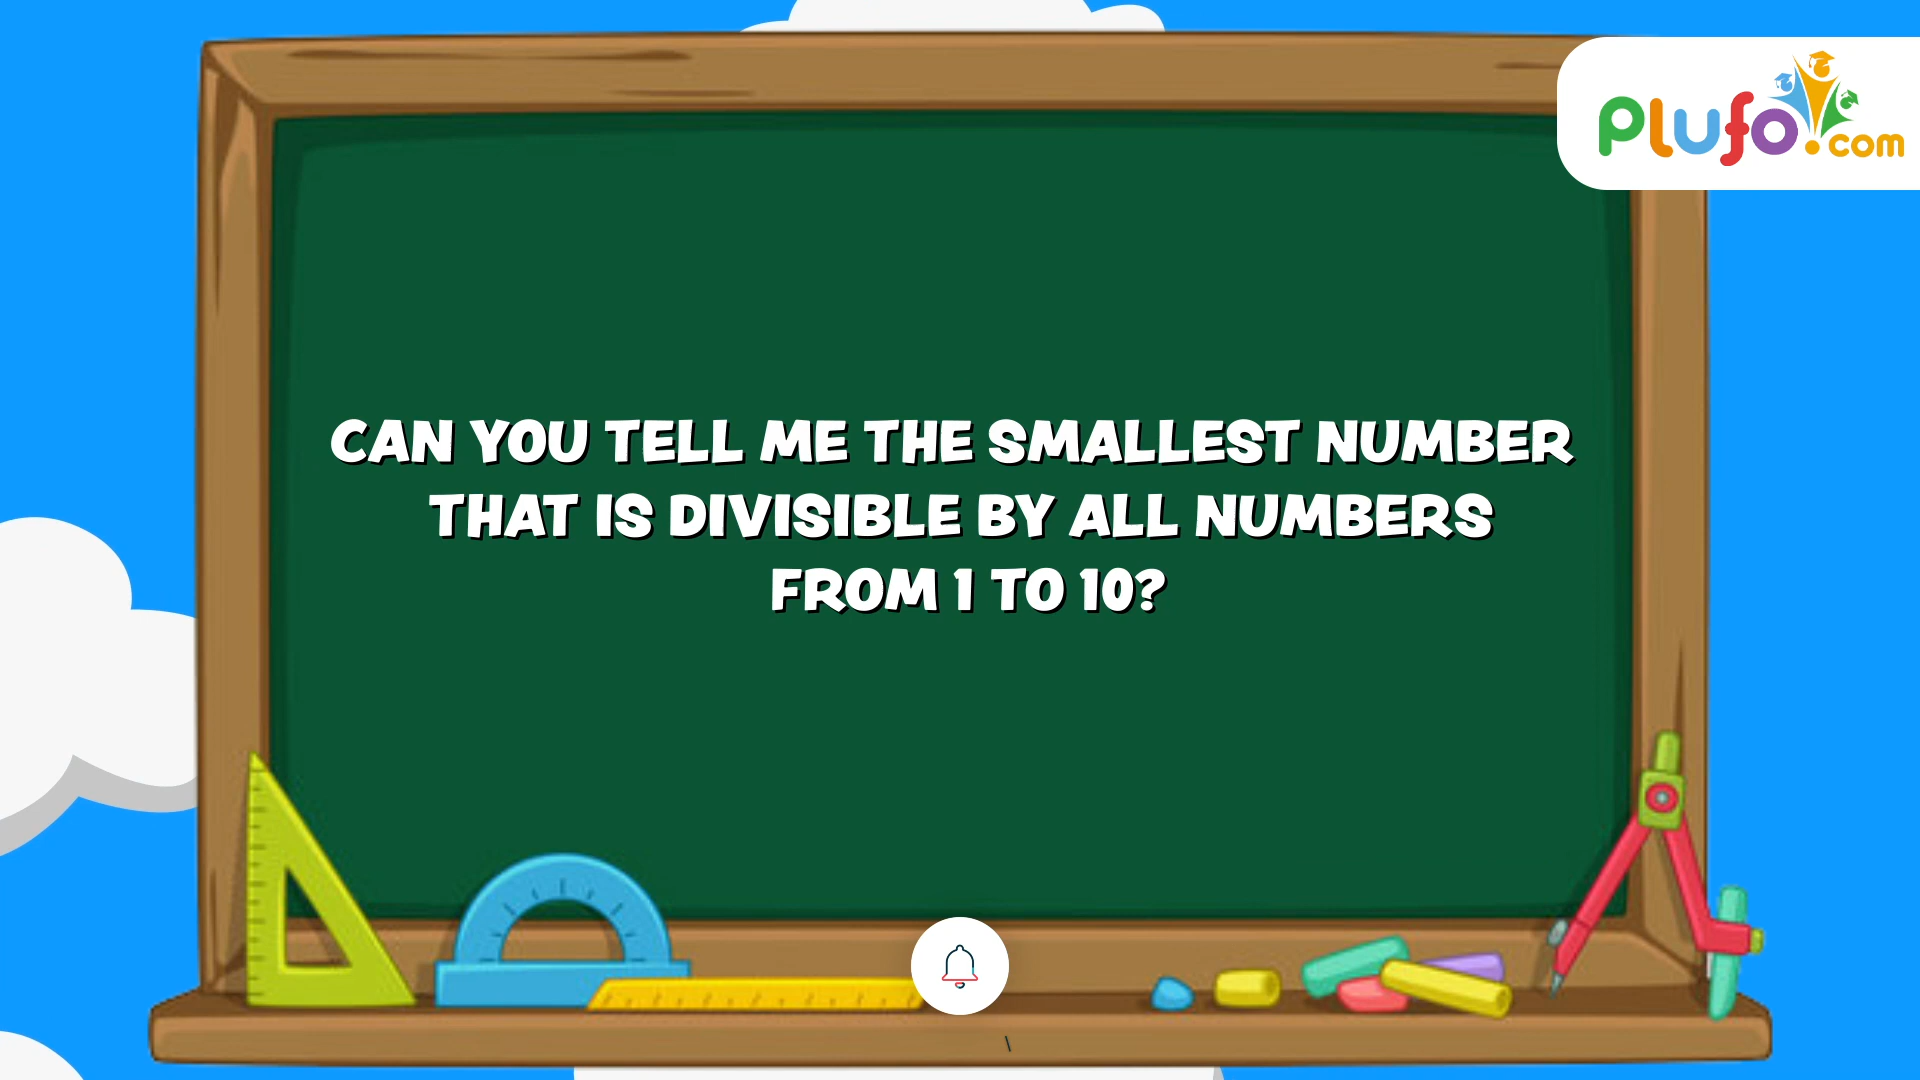 Plufo.com
CAN YOU TELL ME THE SMALLEST NUMBER
THAT IS DIVISIBLE BY ALL NUMBERS
FROM 1 TO 10?
\